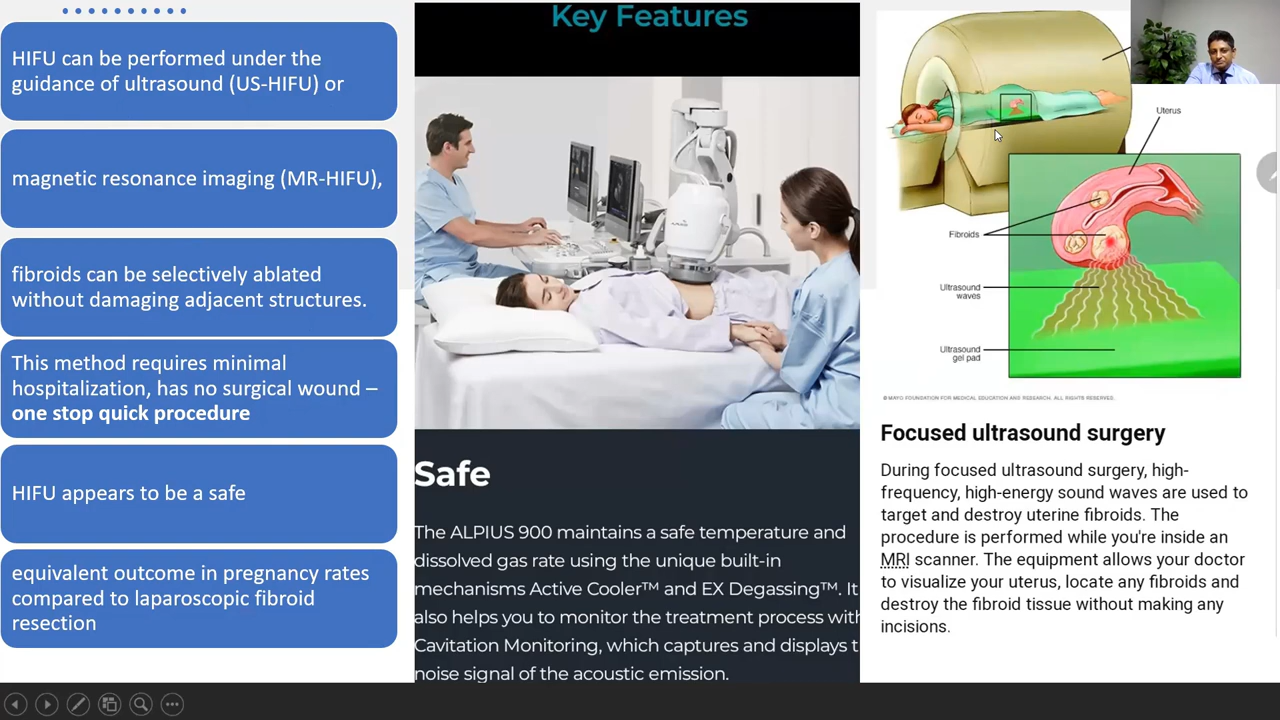 HIFU can be performed under the
guidance of ultrasound (US-HIFU) or
magnetic resonance imaging (MR-HIFU),
fibroids can be selectively ablated
without damaging adjacent structures.
This method requires minimal
hospitalization, has no surgical wound –
one stop quick procedure
HIFU appears to be a safe
equivalent outcome in pregnancy rates
compared to laparoscopic fibroid
resection
Key Features
Safe
The ALPIUS 900 maintains a safe temperature and
dissolved gas rate using the unique built-in
mechanisms Active Cooler™ and EX Degassing™. It
also helps you to monitor the treatment process with
Cavitation Monitoring, which captures and displays t
noise signal of the acoustic emission.
Uterus
Fibroids
Ultrasound
waves
Ultrasound
gel pad
© MAYO FOUNDATION FOR MEDICAL EDUCATION AND RESEARCH. ALL RIGHTS RESERVED.
Focused ultrasound surgery
During focused ultrasound surgery, high-
frequency, high-energy sound waves are used to
target and destroy uterine fibroids. The
procedure is performed while you're inside an
MRI scanner. The equipment allows your doctor
to visualize your uterus, locate any fibroids and
destroy the fibroid tissue without making any
incisions.